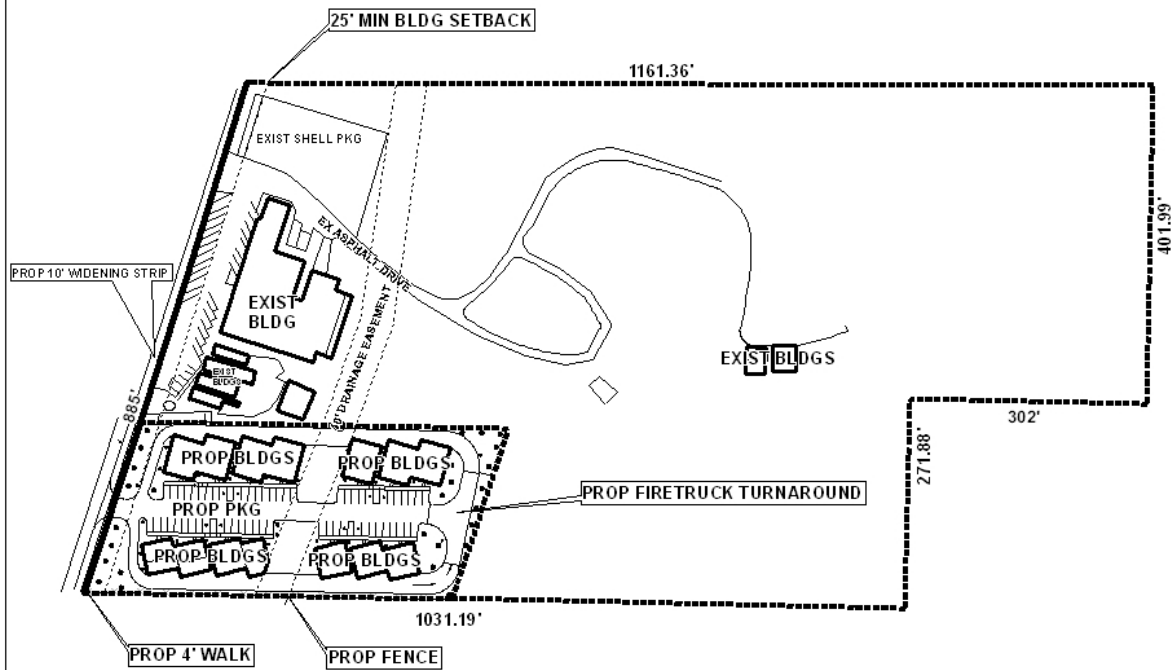 25' MIN BLDG SETBACK
1161.36'
EXIST SHELL PKG
401.99'
EX ASPHALT DRIVE
PROP 10' WIDENING STRIP
EXIST
BLDG
DRAINAGE EASEMENT
EXIST BLDGS
EXIST
BLDGS
885'
302'
271.88'
PROP BLDGS
PROP BLDGS
PROP FIRETRUCK TURNAROUND
PROP PKG
PROP BLDGS
PROP BLDGS
1031.19'
PROP 4' WALK
PROP FENCE